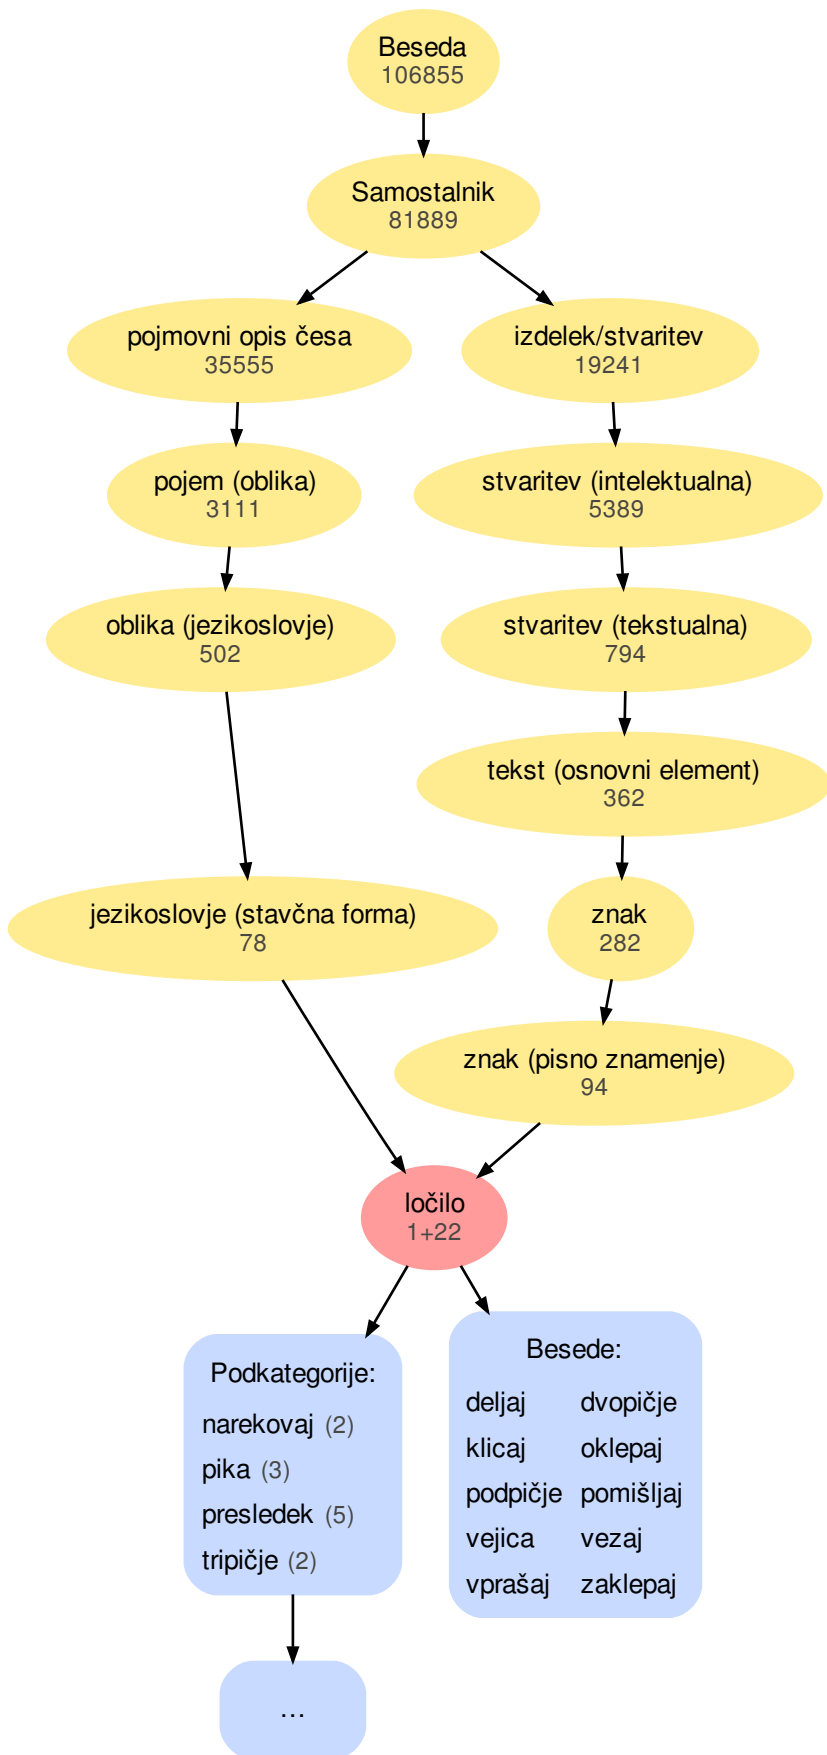 Beseda
106855
Samostalnik
81889
pojmovni opis česa
35555
izdelek/stvaritev
19241
pojem (oblika)
3111
stvaritev (intelektualna)
5389
oblika (jezikoslovje)
502
stvaritev (tekstualna)
794
tekst (osnovni element)
362
jezikoslovje (stavčna forma)
78
znak
282
znak (pisno znamenje)
94
ločilo
1+22
Podkategorije:
narekovaj (2)
pika (3)
presledek (5)
tripičje (2)
Besede:
deljaj dvopičje
klicaj oklepaj
podpičje pomišljaj
vejica vezaj
vprašaj zaklepaj
...